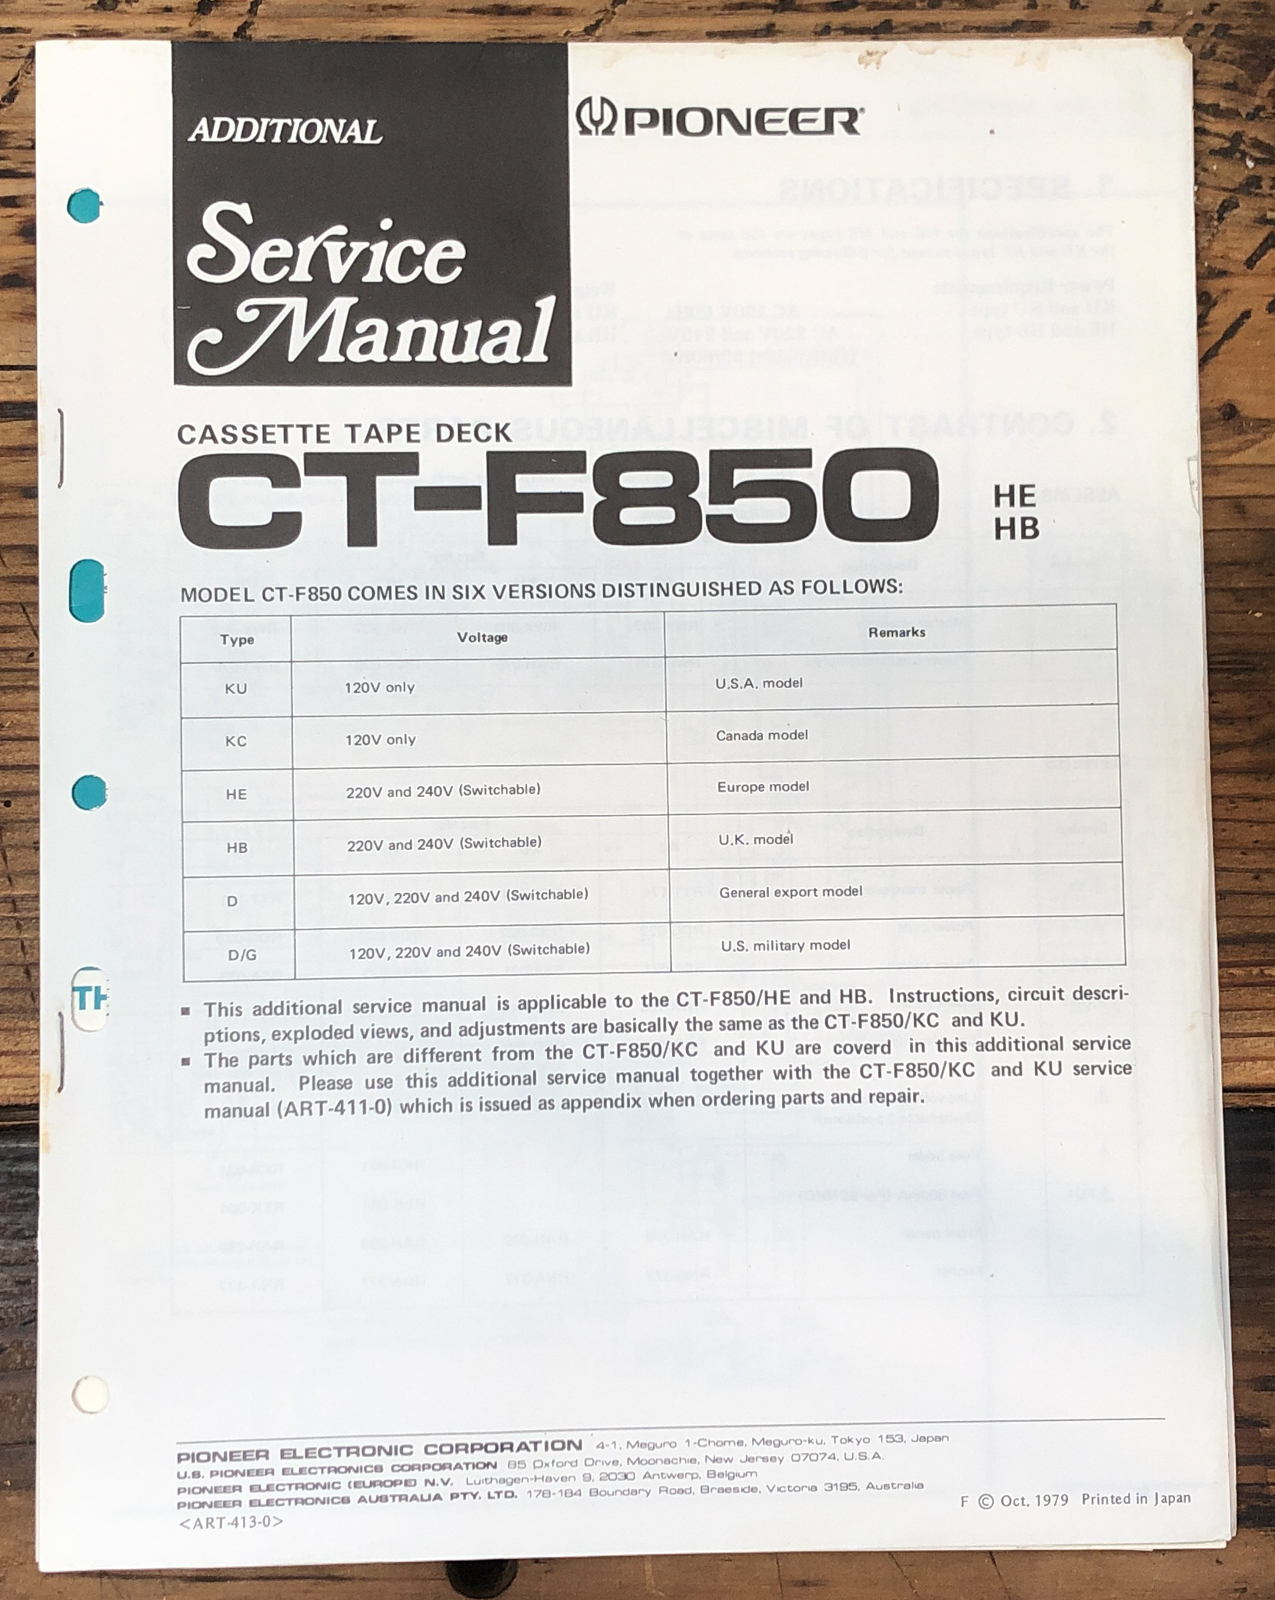 ADDITIONAL
Service
Manual
PIONEER
CASSETTE TAPE DECK
CT-F850
HE
HB
MODEL CT-F850 COMES IN SIX VERSIONS DISTINGUISHED AS FOLLOWS:
Type Voltage Remarks
KU 120V only U.S.A. model
KC 120V only Canada model
HE 220V and 240V (Switchable) Europe model
HB 220V and 240V (Switchable) U.K. model
D 120V, 220V and 240V (Switchable) General export model
D/G 120V, 220V and 240V (Switchable) U.S. military model
■ This additional service manual is applicable to the CT-F850/HE and HB. Instructions, circuit descri-
ptions, exploded views, and adjustments are basically the same as the CT-F850/KC and KU.
■ The parts which are different from the CT-F850/KC and KU are coverd in this additional service
manual. Please use this additional service manual together with the CT-F850/KC and KU service
manual (ART-411-0) which is issued as appendix when ordering parts and repair.
TH
PIONEER ELECTRONIC CORPORATION 4-1, Meguro 1-Chome, Meguro-ku, Tokyo 153, Japan
U.S. PIONEER ELECTRONICS CORPORATION 85 Oxford Drive, Moonachie, New Jersey 07074, U.S.A.
PIONEER ELECTRONIC (EUROPE) N.V. Luithagen-Haven 9, 2030 Antwerp, Belgium
PIONEER ELECTRONICS AUSTRALIA PTY. LTD. 178-184 Boundary Road, Braeside, Victoria 3195, Australia
<ART-413-0>
F © Oct. 1979 Printed in Japan